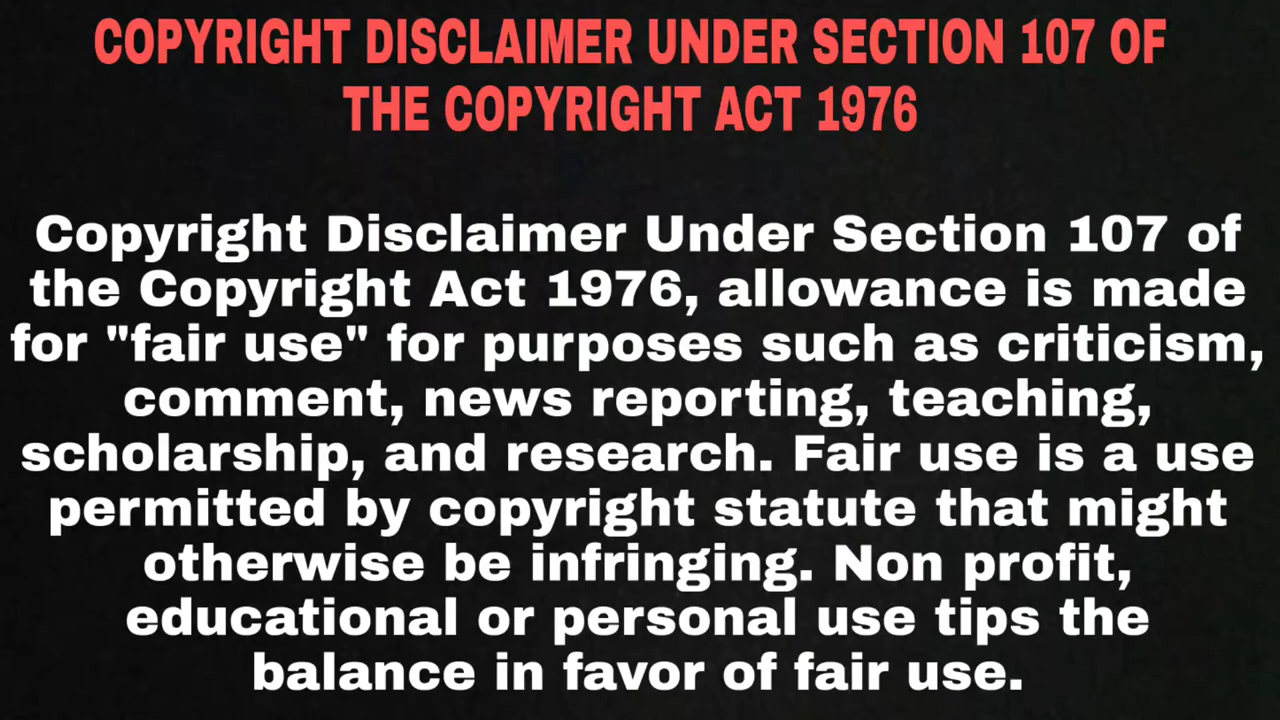 COPYRIGHT DISCLAIMER UNDER SECTION 107 OF
THE COPYRIGHT ACT 1976
Copyright Disclaimer Under Section 107 of
the Copyright Act 1976, allowance is made
for "fair use" for purposes such as criticism,
comment, news reporting, teaching,
scholarship, and research. Fair use is a use
permitted by copyright statute that might
otherwise be infringing. Non profit,
educational or personal use tips the
balance in favor of fair use.